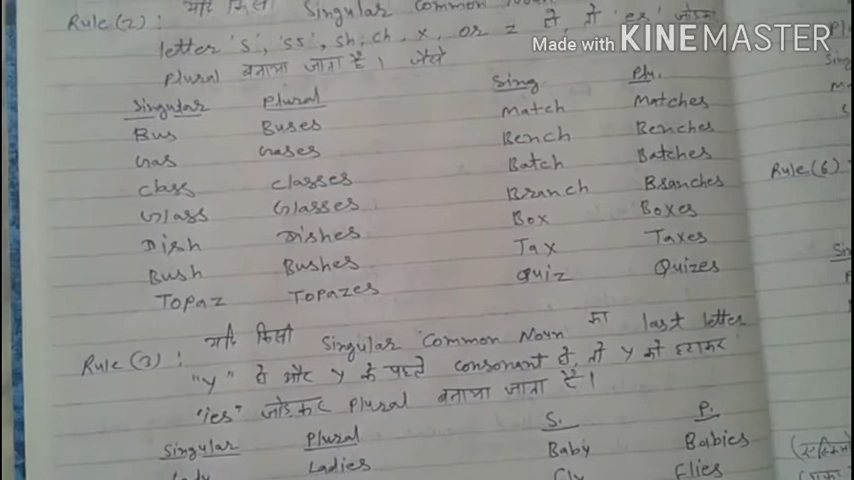 Rule(2): यदि किसी Singular Common
letter 's', 'ss', sh, ch, x, or z हो, तो 'es' जोड़कर
Plural बनाया जाता है। जैसे
Made with KINEMASTER
Singular Plural Sing Plu.
Bus Buses Match Matches
Gas Gases Bench Benches
Class Classes Batch Batches
Glass Glasses Branch Branches
Dish Dishes Box Boxes
Bush Bushes Tax Taxes
Topaz Topazes Quiz Quizes
Rule(3): यदि किसी Singular Common Noun का last letter
"y" हो और y के पहले consonant हो, तो y को हटाकर
"ies" जोड़कर Plural बनाया जाता है।
Singular Plural S. P.
Lady Ladies Baby Babies
Flies
Rule(6):